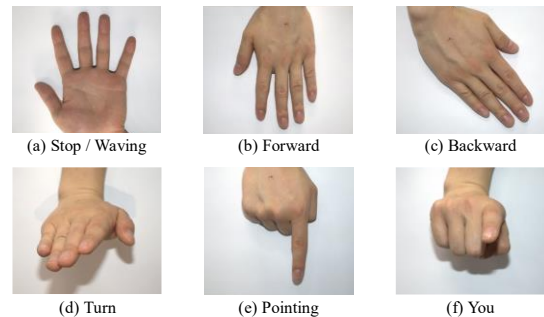 (a) Stop / Waving
(b) Forward
(c) Backward
(d) Turn
(e) Pointing
(f) You